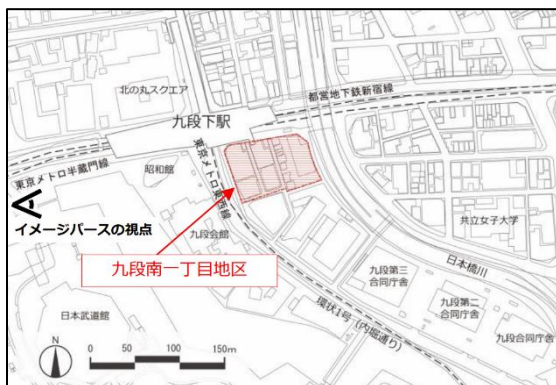 北の丸スクエア
都営地下鉄新宿線
九段下駅
東京メトロ半蔵門線
昭和館
東京メトロ東西線
イメージパースの視点
九段会館
共立女子大学
九段南一丁目地区
日本橋川
九段第三
合同庁舎
九段第二
合同庁舎
九段合同庁舎
日本武道館
環状1号(内堀通り)
N
0 50 100 150m